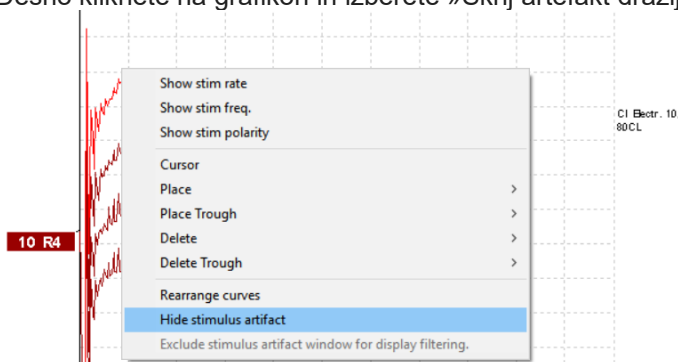 Desno kliknete na grafikon in izberete »Skrij artefakt dražlj
Show stim rate
Show stim freq.
Show stim polarity
CI Electr. 10.
80CL
Cursor
Place
Place Trough
Delete
10 R4
Delete Trough
Rearrange curves
Hide stimulus artifact
Exclude stimulus artifact window for display filtering.